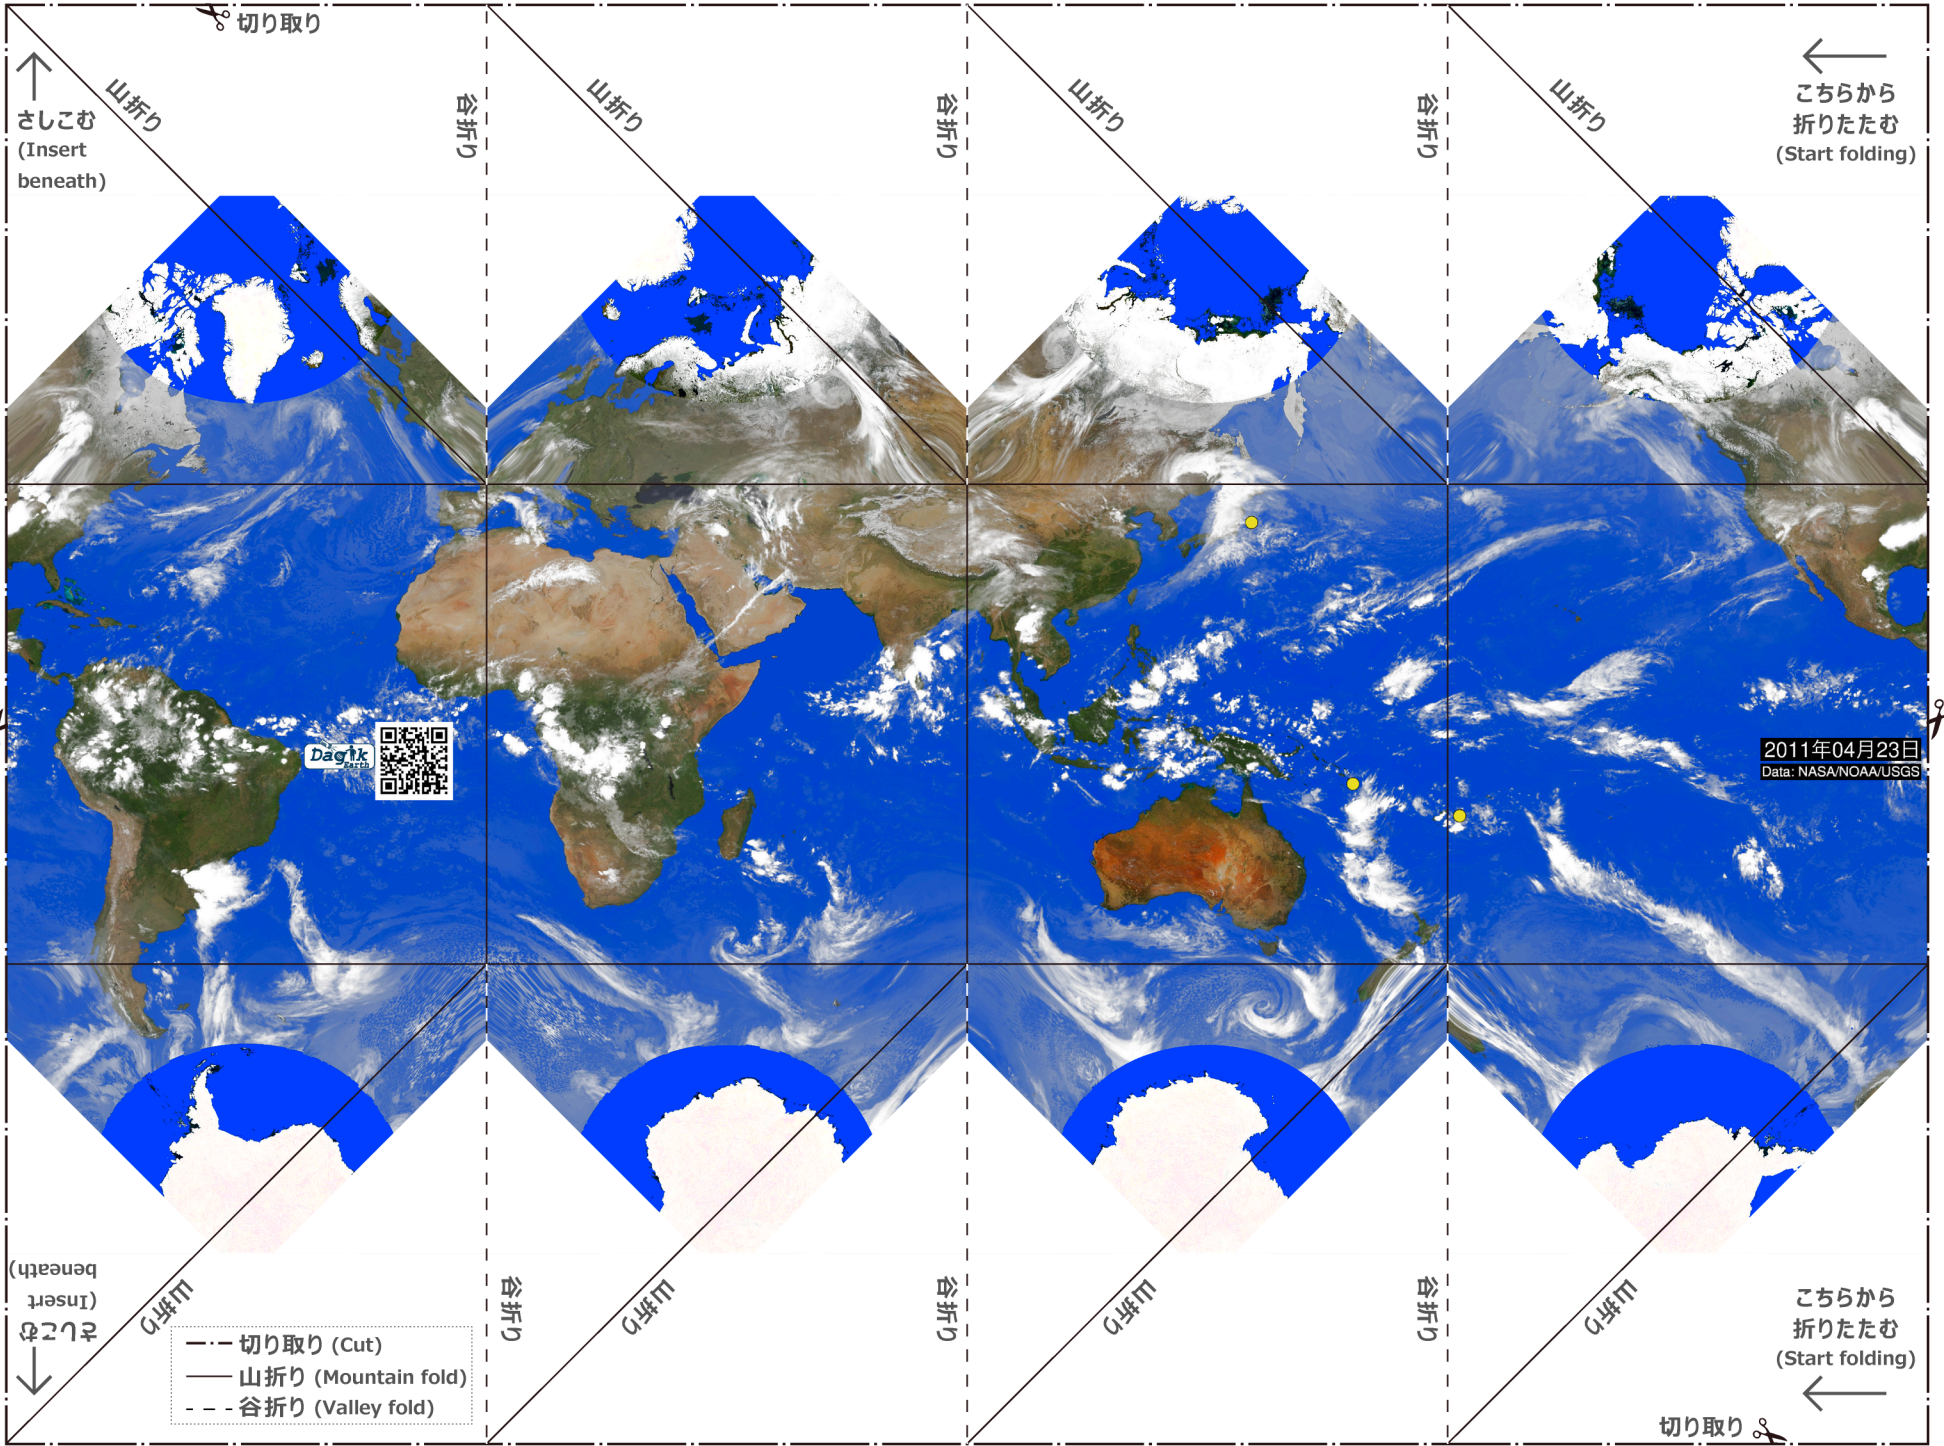 切り取り
山折り
谷折り
山折り
谷折り
山折り
谷折り
山折り
さしこむ
(Insert
beneath)
こちらから
折りたたむ
(Start folding)
Dagik
Earth
2011年04月23日
Data: NASA/NOAA/USGS
さしこむ
(Insert
beneath)
山折り
谷折り
山折り
谷折り
山折り
谷折り
山折り
こちらから
折りたたむ
(Start folding)
切り取り (Cut)
山折り (Mountain fold)
谷折り (Valley fold)
切り取り